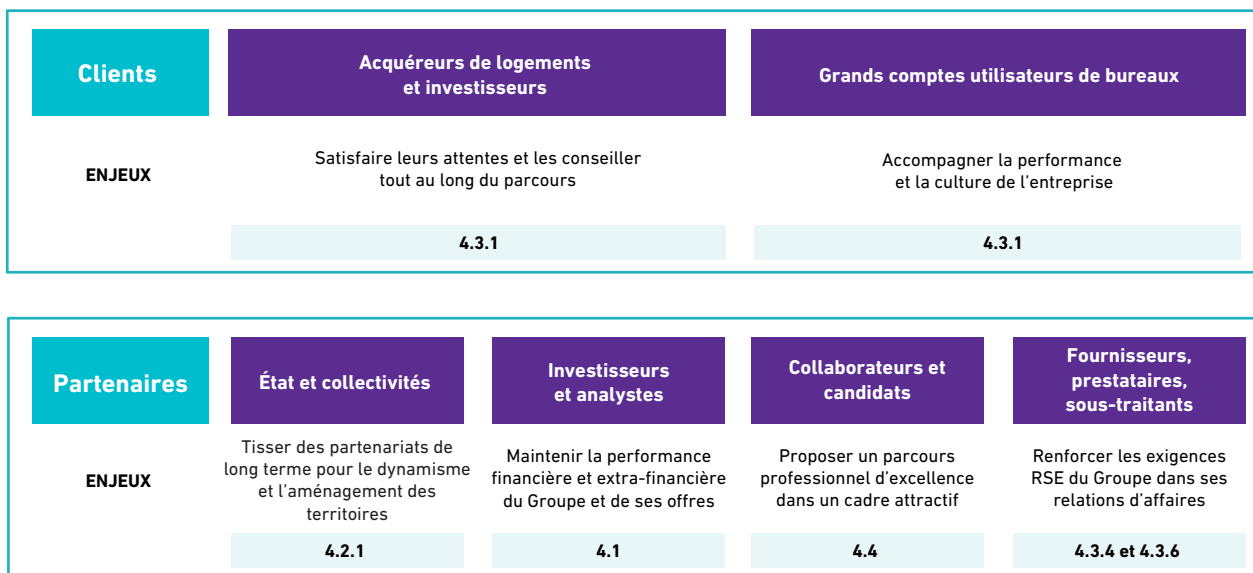 Clients
Acquéreurs de logements
et investisseurs
Grands comptes utilisateurs de bureaux
ENJEUX
Satisfaire leurs attentes et les conseiller
tout au long du parcours
Accompagner la performance
et la culture de l’entreprise
4.3.1
4.3.1
Partenaires
État et collectivités
Investisseurs
et analystes
Collaborateurs et
candidats
Fournisseurs,
prestataires,
sous-traitants
ENJEUX
Tisser des partenariats de
long terme pour le dynamisme
et l’aménagement des
territoires
Maintenir la performance
financière et extra-financière
du Groupe et de ses offres
Proposer un parcours
professionnel d’excellence
dans un cadre attractif
Renforcer les exigences
RSE du Groupe dans ses
relations d’affaires
4.2.1
4.1
4.4
4.3.4 et 4.3.6